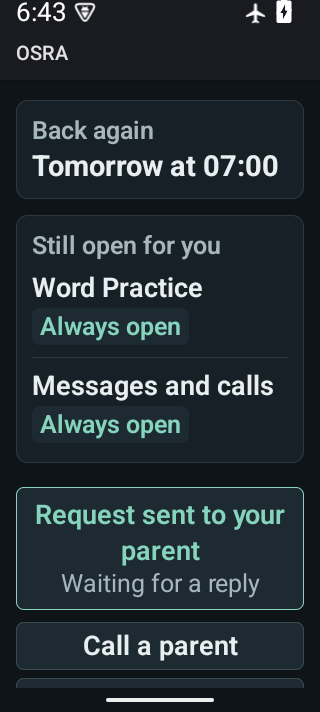 6:43
OSRA
Back again
Tomorrow at 07:00
Still open for you
Word Practice
Always open
Messages and calls
Always open
Request sent to your
parent
Waiting for a reply
Call a parent